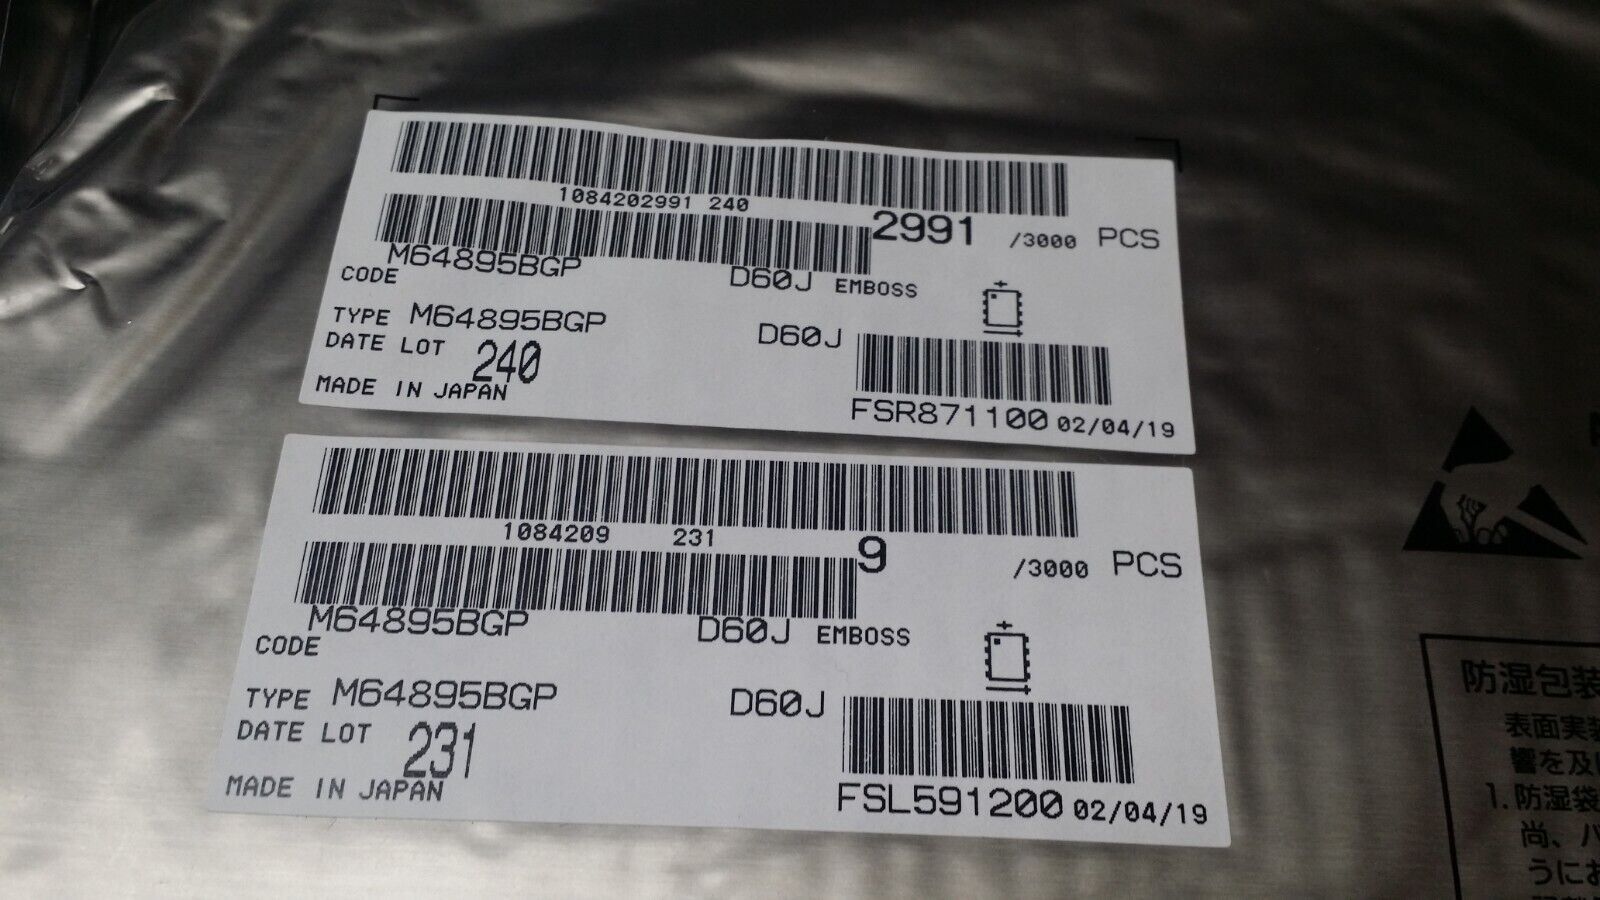 1084202991 240
2991 /3000 PCS
M64895BGP D60J EMBOSS
CODE
TYPE M64895BGP D60J
DATE LOT 240
MADE IN JAPAN
FSR871100 02/04/19
1084209 231
9 /3000 PCS
M64895BGP D60J EMBOSS
CODE
TYPE M64895BGP D60J
DATE LOT 231
MADE IN JAPAN
FSL591200 02/04/19
防湿包装
表面実装
響を及
1.防湿袋
尚、
うにお